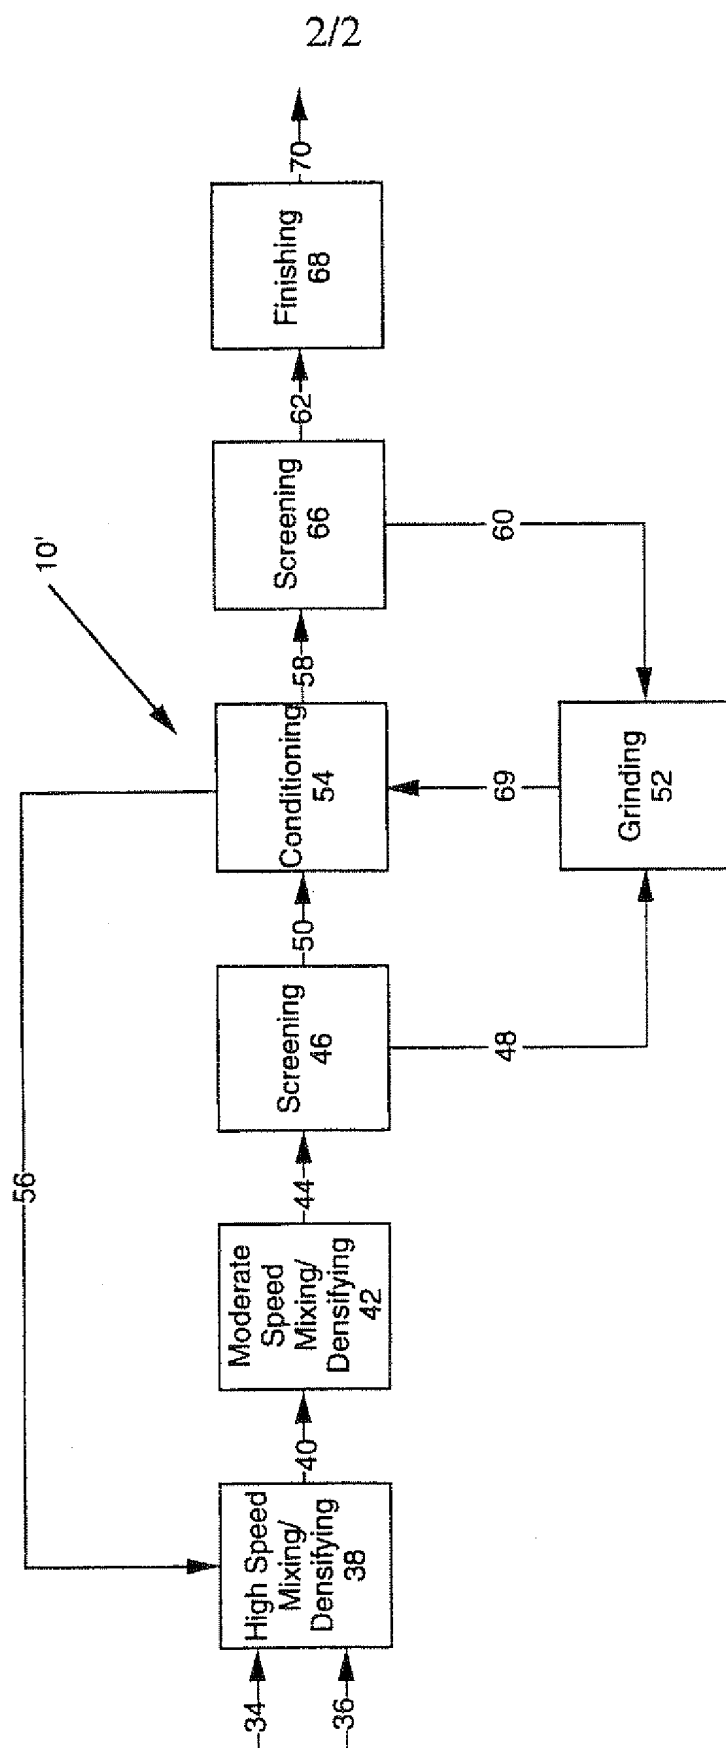 2/2
10'
56
34
36
High Speed
Mixing/
Densifying
38
40
Moderate
Speed
Mixing/
Densifying
42
44
Screening
46
48
50
Conditioning
54
69
Grinding
52
58
Screening
66
60
62
Finishing
68
70